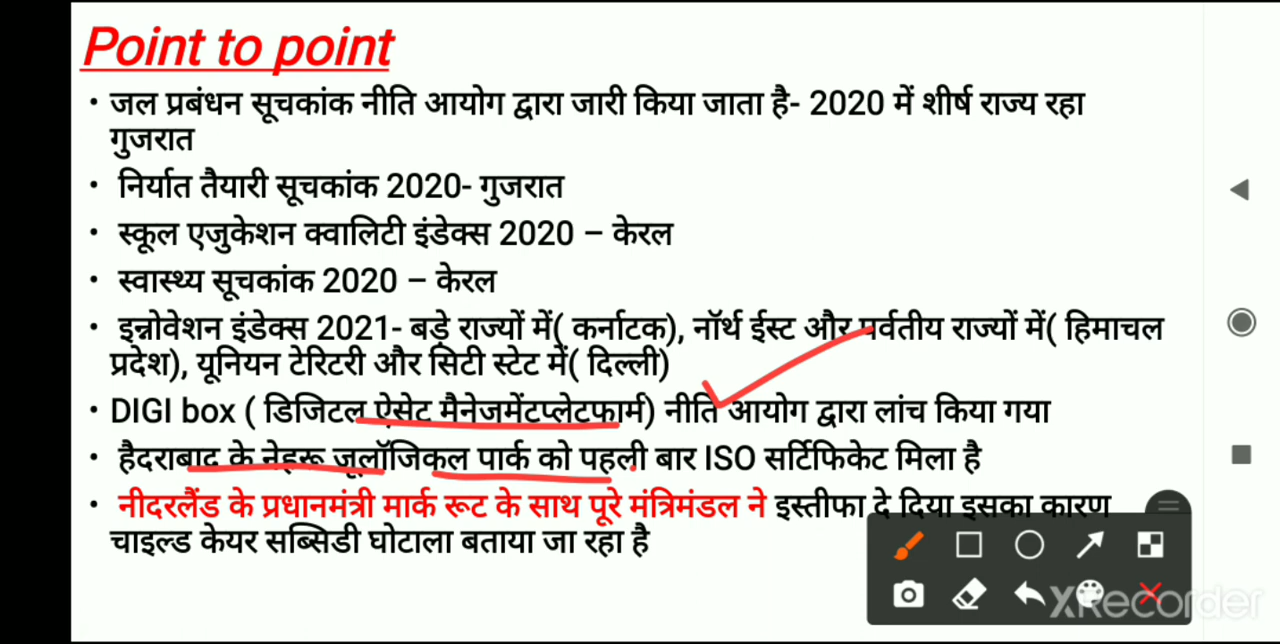 Point to point
• जल प्रबंधन सूचकांक नीति आयोग द्वारा जारी किया जाता है- 2020 में शीर्ष राज्य रहा
गुजरात
• निर्यात तैयारी सूचकांक 2020- गुजरात
• स्कूल एजुकेशन क्वालिटी इंडेक्स 2020 – केरल
• स्वास्थ्य सूचकांक 2020 – केरल
• इन्नोवेशन इंडेक्स 2021- बड़े राज्यों में( कर्नाटक), नॉर्थ ईस्ट और पर्वतीय राज्यों में( हिमाचल
प्रदेश), यूनियन टेरिटरी और सिटी स्टेट में( दिल्ली)
• DIGI box ( डिजिटल ऐसेट मैनेजमेंटप्लेटफार्म) नीति आयोग द्वारा लांच किया गया
• हैदराबाद के नेहरू जूलॉजिकल पार्क को पहली बार ISO सर्टिफिकेट मिला है
• नीदरलैंड के प्रधानमंत्री मार्क रूट के साथ पूरे मंत्रिमंडल ने इस्तीफा दे दिया इसका कारण
चाइल्ड केयर सब्सिडी घोटाला बताया जा रहा है
XRecorder